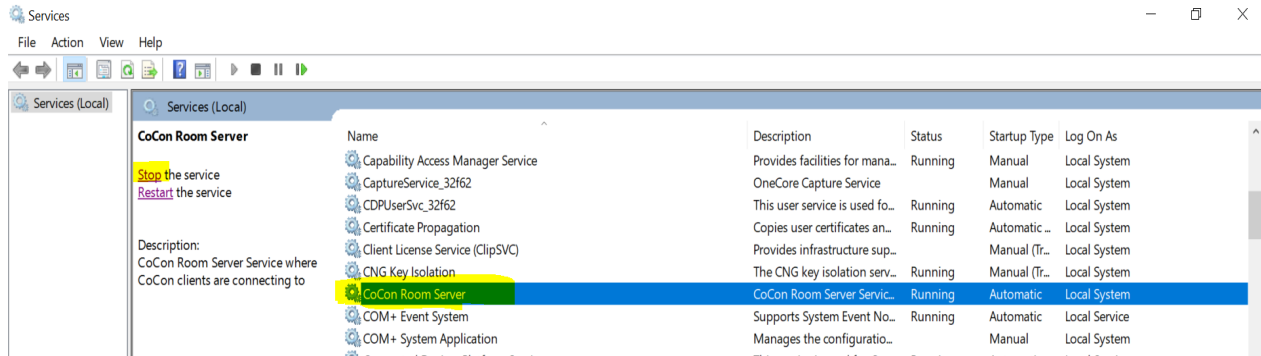 Services
File Action View Help
Services (Local)
Services (Local)
CoCon Room Server
Stop the service
Restart the service
Description:
CoCon Room Server Service where
CoCon clients are connecting to
Name Description Status Startup Type Log On As
Capability Access Manager Service Provides facilities for mana... Running Manual Local System
CaptureService_32f62 OneCore Capture Service Manual Local System
CDPUserSvc_32f62 This user service is used fo... Running Automatic Local System
Certificate Propagation Copies user certificates an... Running Automatic ... Local System
Client License Service (ClipSVC) Provides infrastructure sup... Manual (Tr... Local System
CNG Key Isolation The CNG key isolation serv... Running Manual (Tr... Local System
CoCon Room Server CoCon Room Server Servic... Running Automatic Local System
COM+ Event System Supports System Event No... Running Automatic Local Service
COM+ System Application Manages the configuratio... Manual Local System